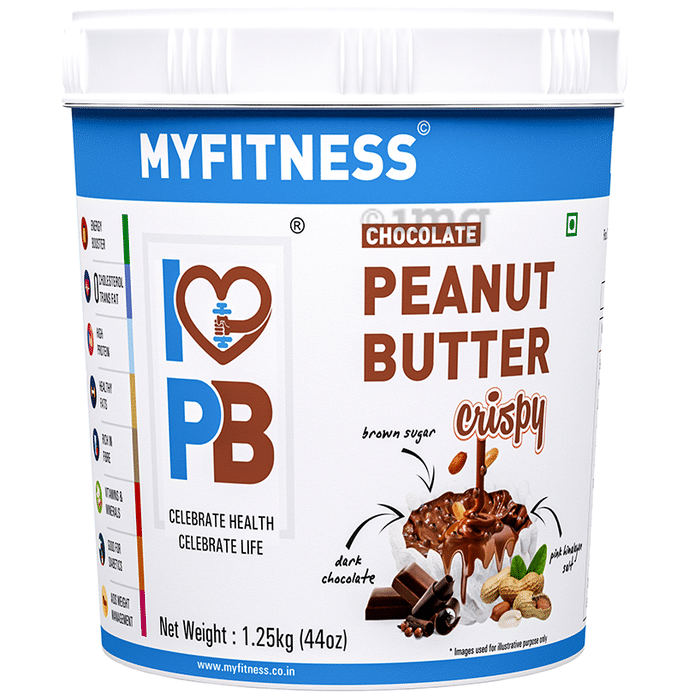 MYFITNESS©
©1mg
®
CHOCOLATE
PEANUT
BUTTER
crispy
I
PB
CELEBRATE HEALTH
CELEBRATE LIFE
ENERGY
BOOSTER
0 CHOLESTEROL
TRANS FAT
HIGH
PROTEIN
HEALTHY
FATS
RICH IN
FIBRE
VITAMINS &
MINERALS
GOOD FOR
DIABETICS
AIDS WEIGHT
MANAGEMENT
brown sugar
dark
chocolate
pink himalayan
salt
Net Weight : 1.25kg (44oz)
* Images used for illustrative purpose only
www.myfitness.co.in